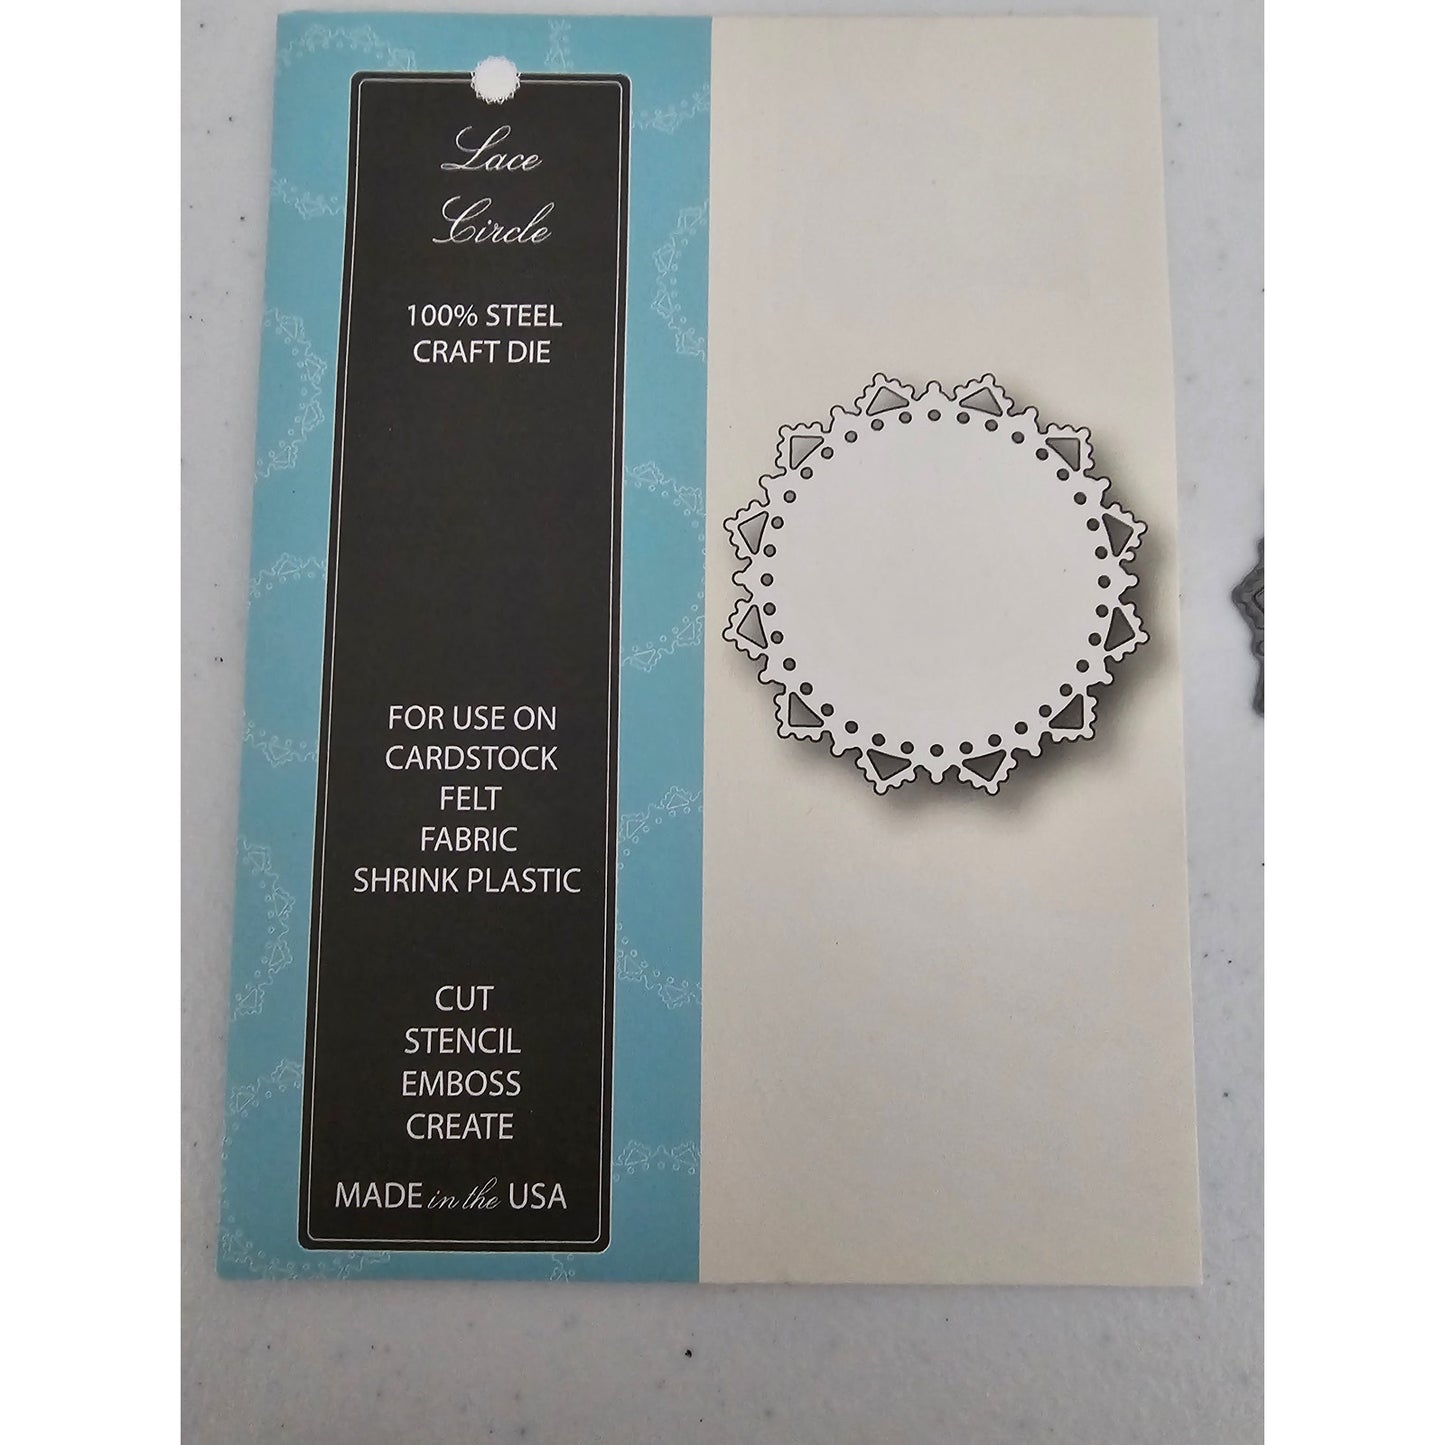 Lace
Circle
100% STEEL
CRAFT DIE
FOR USE ON
CARDSTOCK
FELT
FABRIC
SHRINK PLASTIC
CUT
STENCIL
EMBOSS
CREATE
MADE in the USA